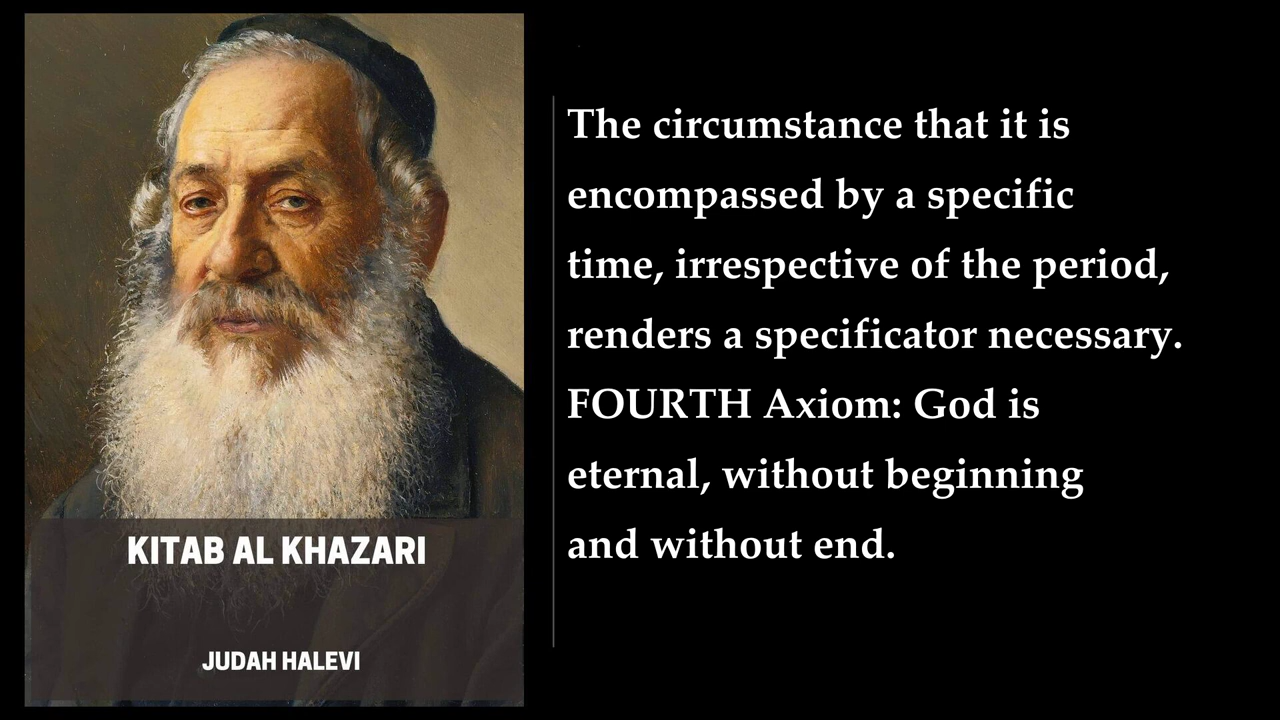 KITAB AL KHAZARI
JUDAH HALEVI
The circumstance that it is
encompassed by a specific
time, irrespective of the period,
renders a specificator necessary.
FOURTH Axiom: God is
eternal, without beginning
and without end.